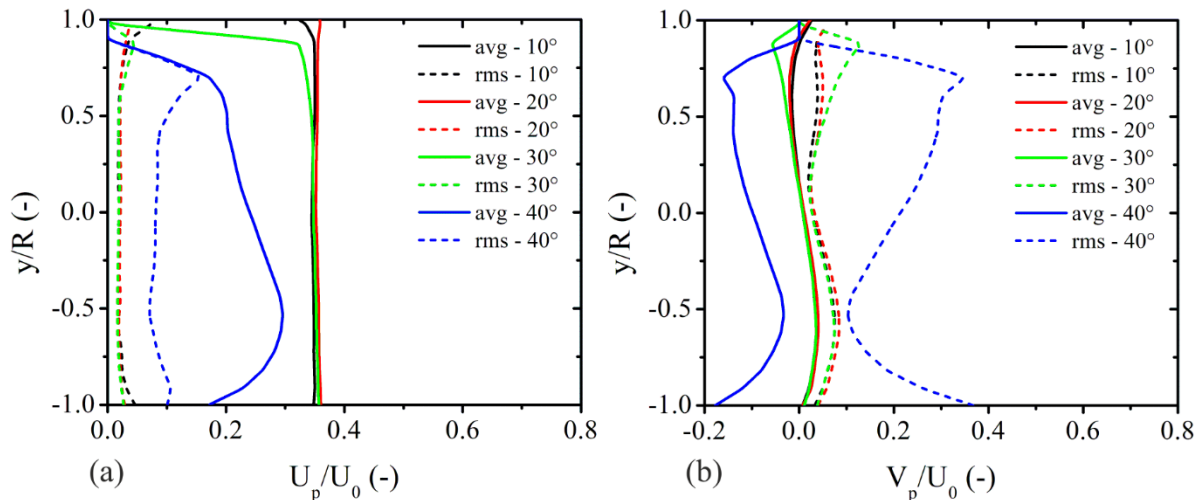 1.0
0.5
0.0
-0.5
-1.0
y/R (-)
0.0 0.2 0.4 0.6 0.8
U_p/U_0 (-)
(a)
avg - 10°
rms - 10°
avg - 20°
rms - 20°
avg - 30°
rms - 30°
avg - 40°
rms - 40°
1.0
0.5
0.0
-0.5
-1.0
y/R (-)
-0.2 0.0 0.2 0.4 0.6 0.8
V_p/U_0 (-)
(b)
avg - 10°
rms - 10°
avg - 20°
rms - 20°
avg - 30°
rms - 30°
avg - 40°
rms - 40°